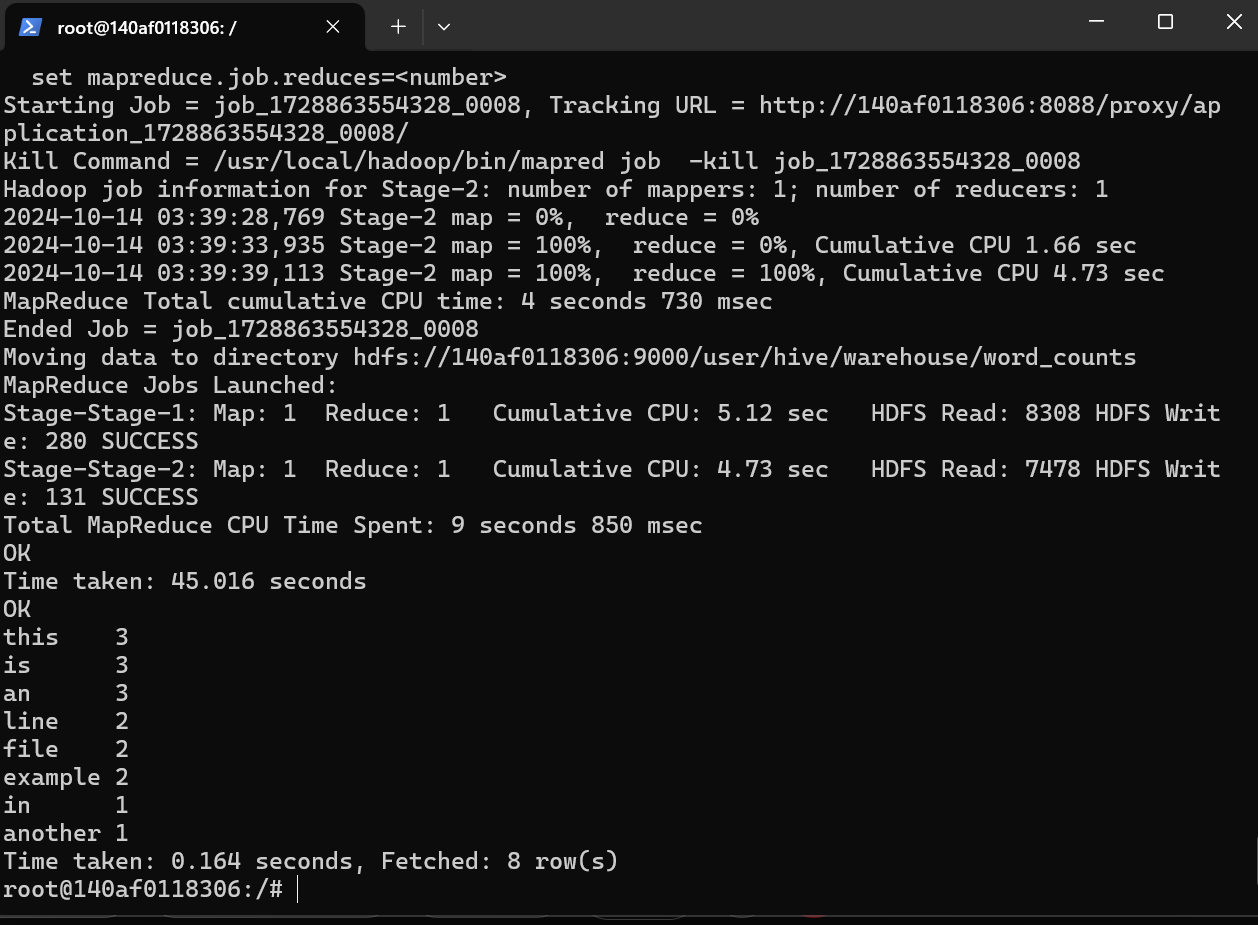 root@140af0118306: /
  set mapreduce.job.reduces=<number>
Starting Job = job_1728863554328_0008, Tracking URL = http://140af0118306:8088/proxy/ap
plication_1728863554328_0008/
Kill Command = /usr/local/hadoop/bin/mapred job  -kill job_1728863554328_0008
Hadoop job information for Stage-2: number of mappers: 1; number of reducers: 1
2024-10-14 03:39:28,769 Stage-2 map = 0%,  reduce = 0%
2024-10-14 03:39:33,935 Stage-2 map = 100%,  reduce = 0%, Cumulative CPU 1.66 sec
2024-10-14 03:39:39,113 Stage-2 map = 100%,  reduce = 100%, Cumulative CPU 4.73 sec
MapReduce Total cumulative CPU time: 4 seconds 730 msec
Ended Job = job_1728863554328_0008
Moving data to directory hdfs://140af0118306:9000/user/hive/warehouse/word_counts
MapReduce Jobs Launched:
Stage-Stage-1: Map: 1  Reduce: 1   Cumulative CPU: 5.12 sec   HDFS Read: 8308 HDFS Writ
e: 280 SUCCESS
Stage-Stage-2: Map: 1  Reduce: 1   Cumulative CPU: 4.73 sec   HDFS Read: 7478 HDFS Writ
e: 131 SUCCESS
Total MapReduce CPU Time Spent: 9 seconds 850 msec
OK
Time taken: 45.016 seconds
OK
this    3
is      3
an      3
line    2
file    2
example 2
in      1
another 1
Time taken: 0.164 seconds, Fetched: 8 row(s)
root@140af0118306:/#